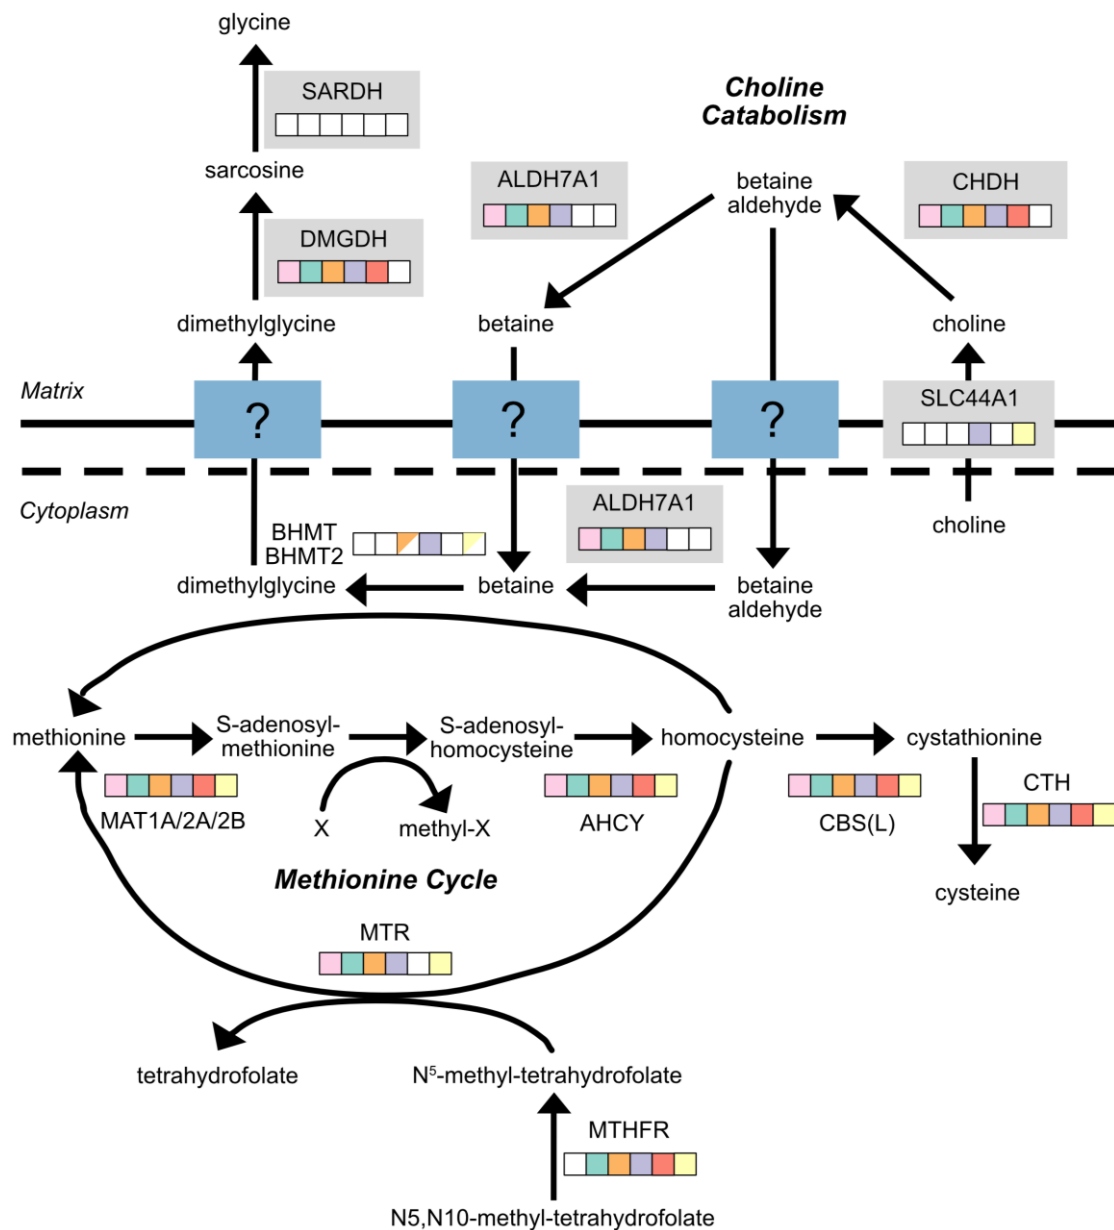 glycine
SARDH
Choline
Catabolism
sarcosine
ALDH7A1
betaine
aldehyde
CHDH
DMGDH
dimethylglycine
betaine
choline
Matrix
?
?
?
SLC44A1
Cytoplasm
ALDH7A1
choline
BHMT
BHMT2
dimethylglycine
betaine
betaine
aldehyde
methionine
S-adenosyl-
methionine
S-adenosyl-
homocysteine
homocysteine
cystathionine
MAT1A/2A/2B
X
methyl-X
AHCY
CBS(L)
CTH
Methionine Cycle
cysteine
MTR
tetrahydrofolate
N⁵-methyl-tetrahydrofolate
MTHFR
N5,N10-methyl-tetrahydrofolate